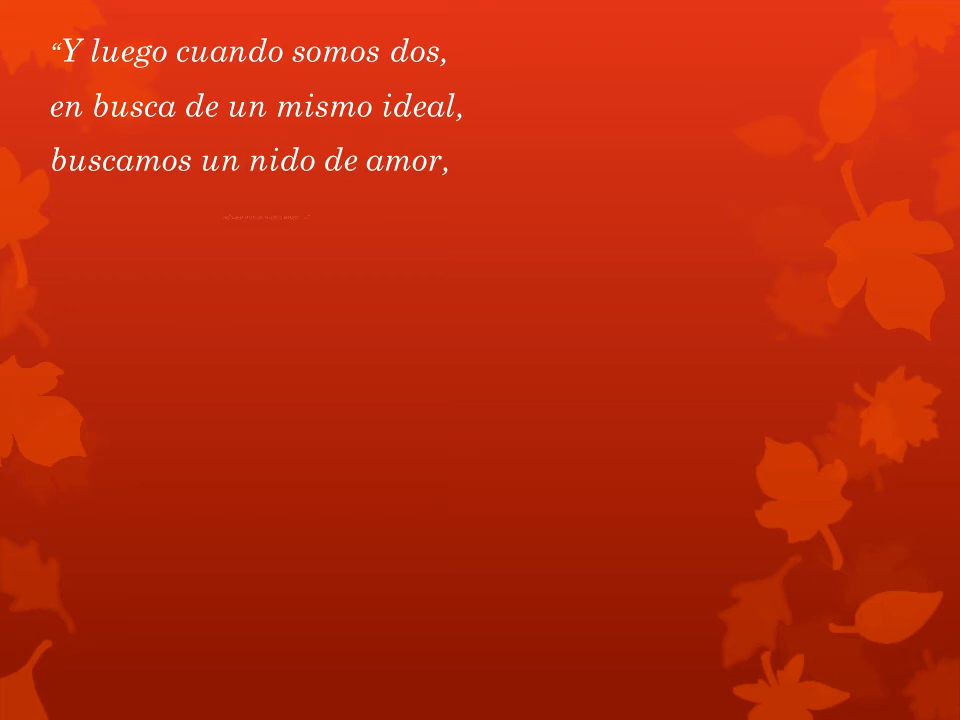 “Y luego cuando somos dos,
en busca de un mismo ideal,
buscamos un nido de amor,